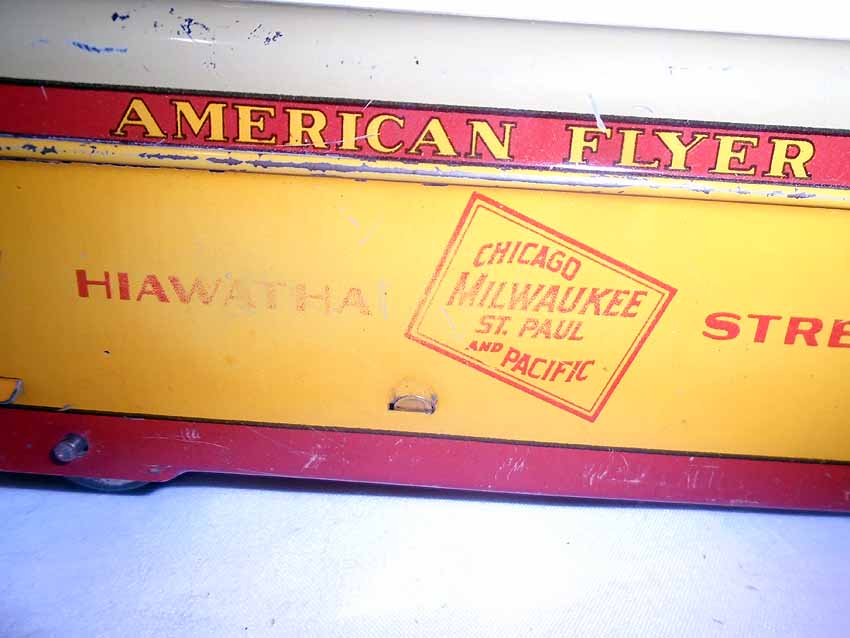 AMERICAN FLYER
HIAWATHA
CHICAGO
MILWAUKEE
ST. PAUL
AND PACIFIC
STRE